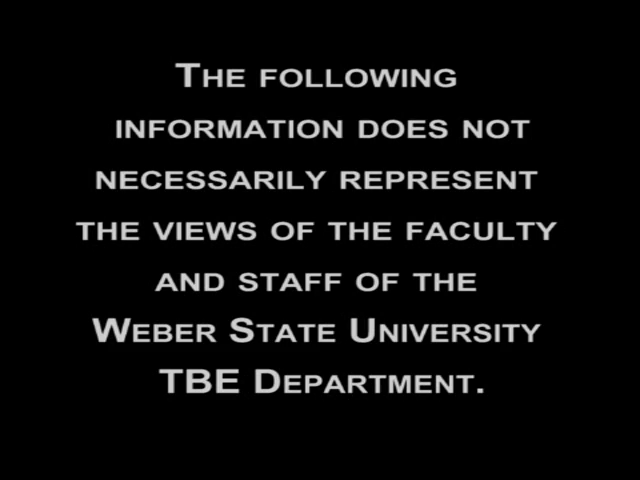 The following
information does not
necessarily represent
the views of the faculty
and staff of the
Weber State University
TBE Department.